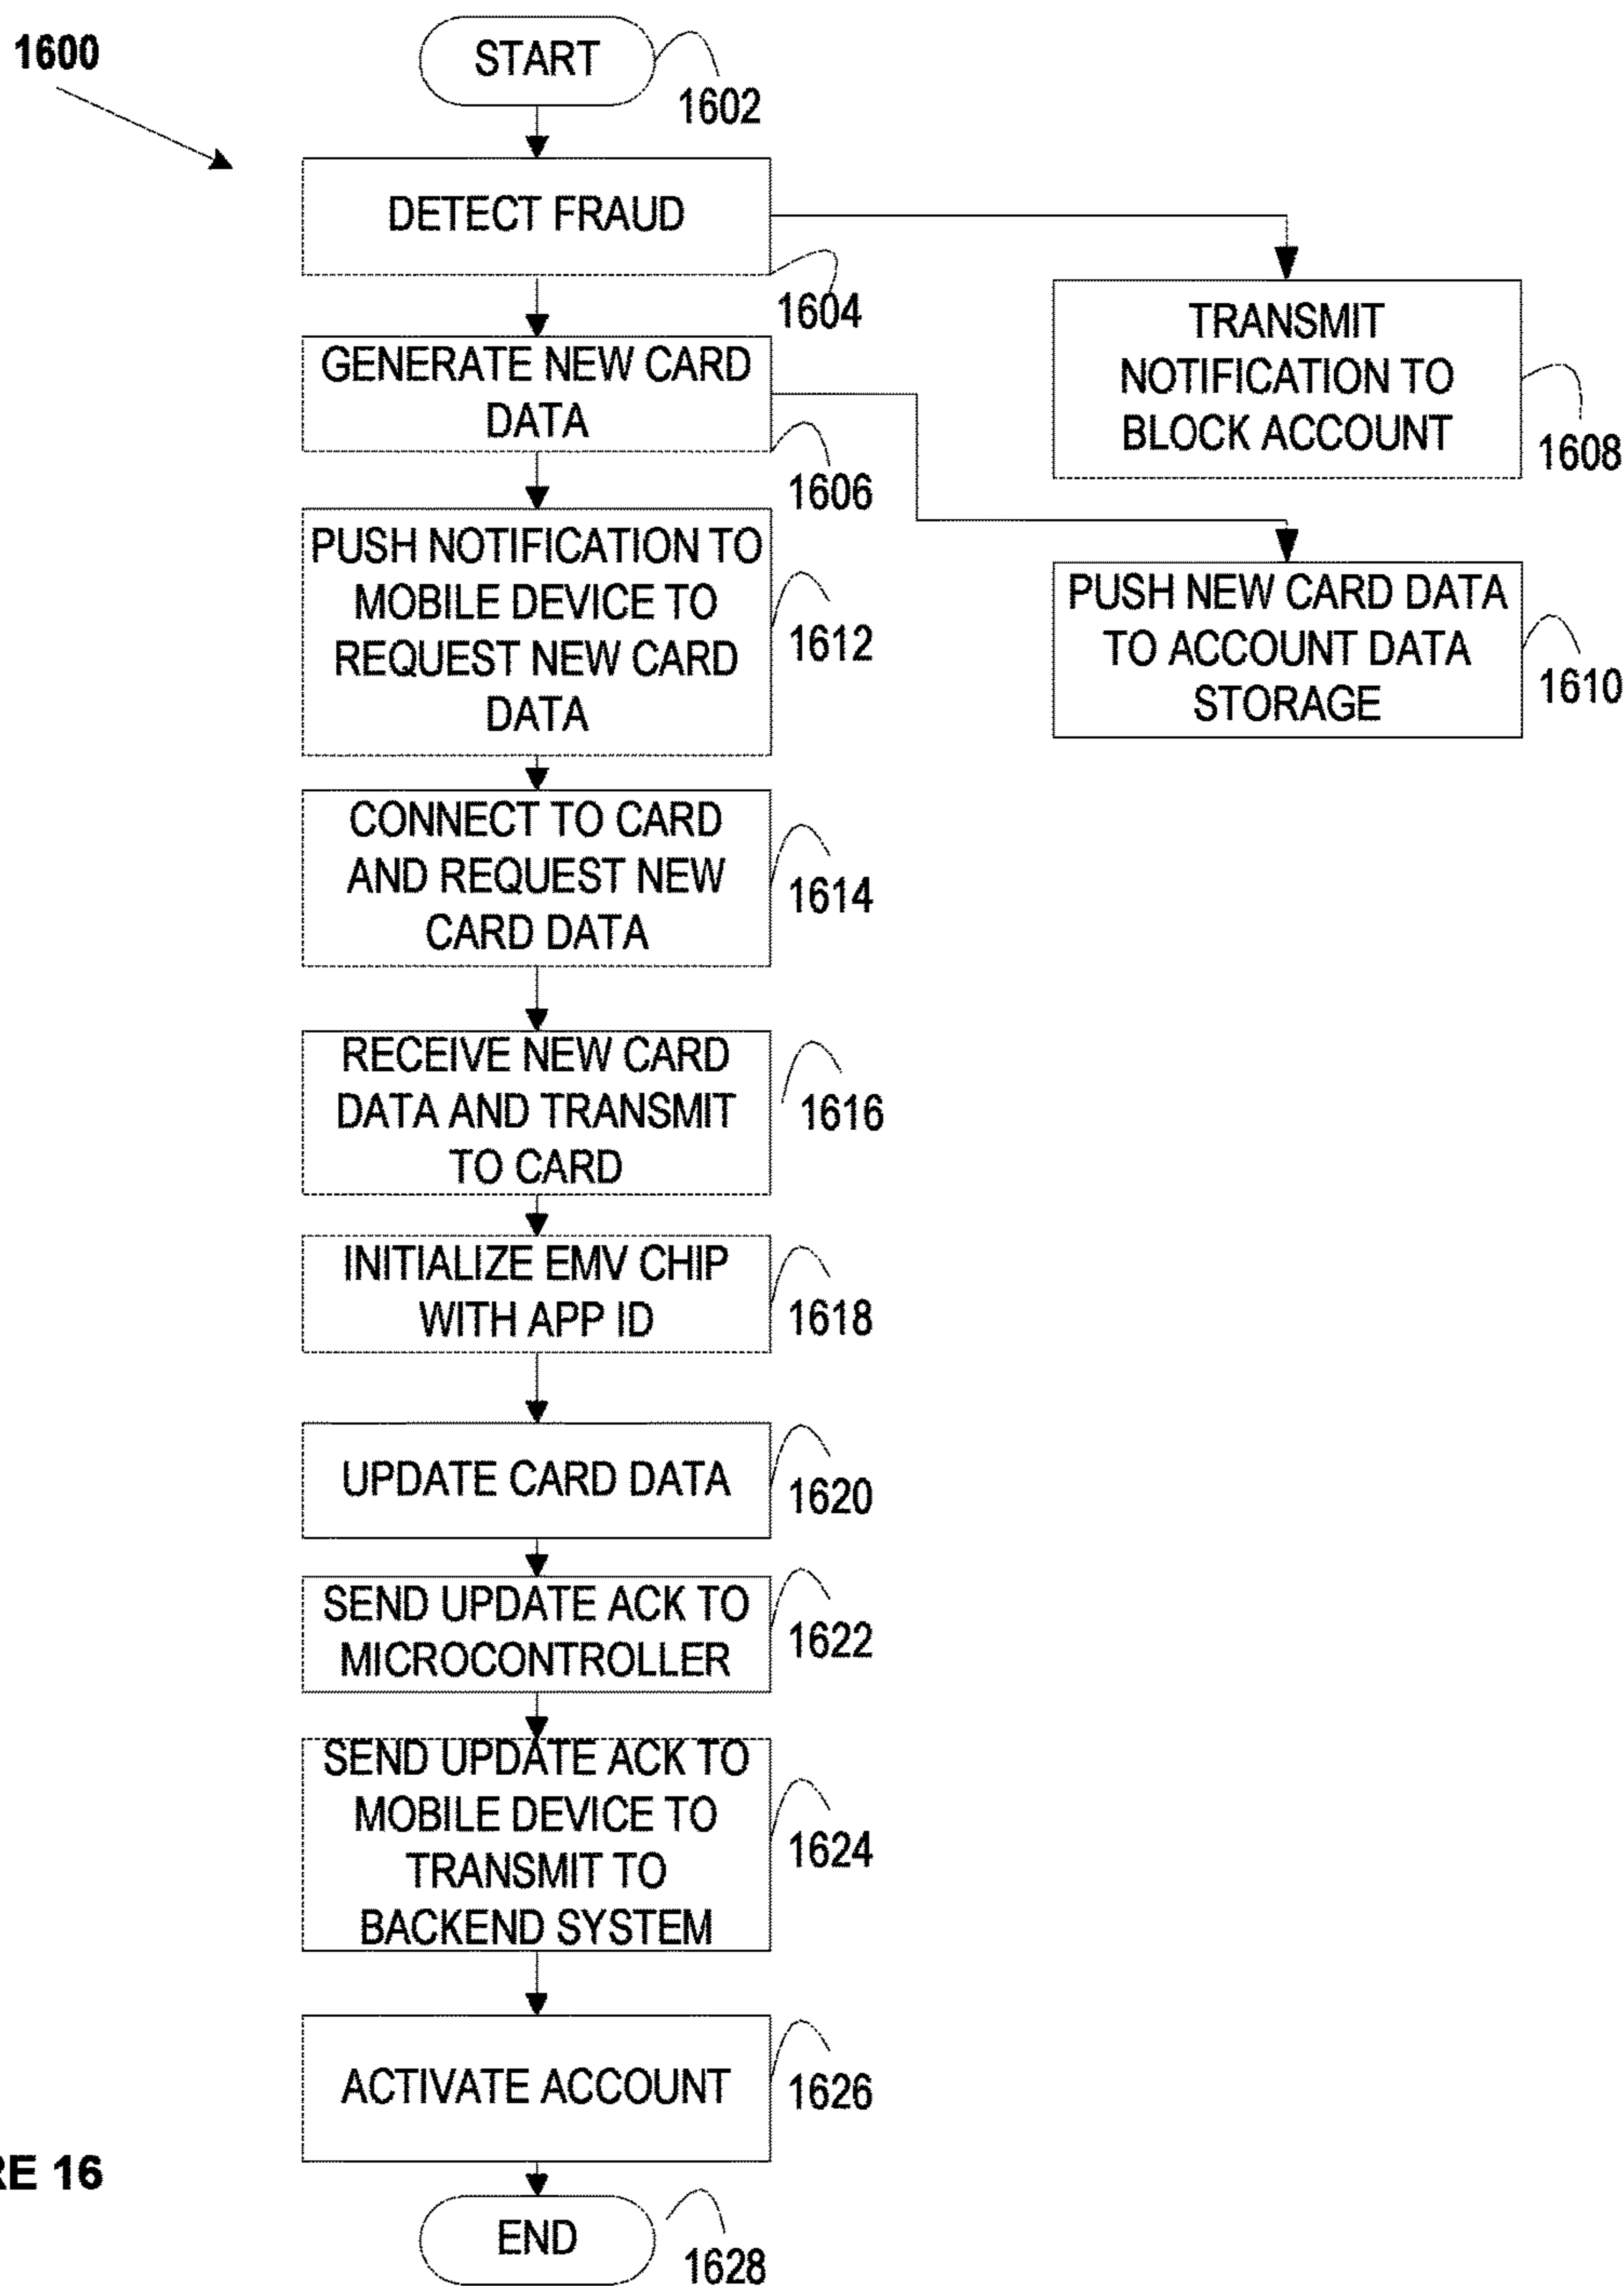 1600
START
1602
DETECT FRAUD
1604
TRANSMIT
NOTIFICATION TO
BLOCK ACCOUNT
1608
GENERATE NEW CARD
DATA
1606
PUSH NEW CARD DATA
TO ACCOUNT DATA
STORAGE
1610
PUSH NOTIFICATION TO
MOBILE DEVICE TO
REQUEST NEW CARD
DATA
1612
CONNECT TO CARD
AND REQUEST NEW
CARD DATA
1614
RECEIVE NEW CARD
DATA AND TRANSMIT
TO CARD
1616
INITIALIZE EMV CHIP
WITH APP ID
1618
UPDATE CARD DATA
1620
SEND UPDATE ACK TO
MICROCONTROLLER
1622
SEND UPDATE ACK TO
MOBILE DEVICE TO
TRANSMIT TO
BACKEND SYSTEM
1624
ACTIVATE ACCOUNT
1626
RE 16
END
1628